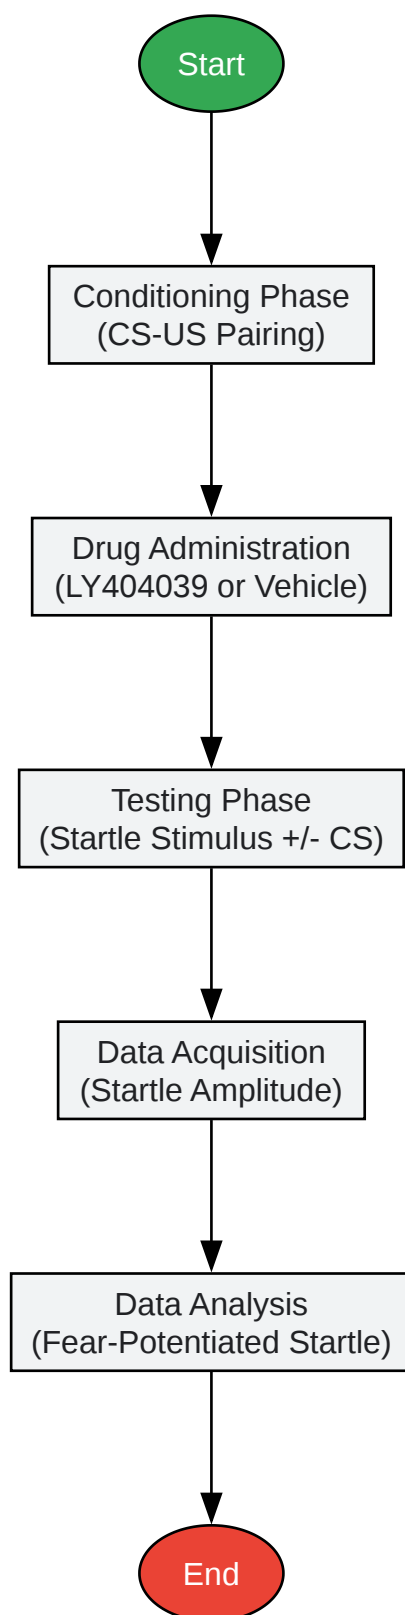 Start
Conditioning Phase
(CS-US Pairing)
Drug Administration
(LY404039 or Vehicle)
Testing Phase
(Startle Stimulus +/- CS)
Data Acquisition
(Startle Amplitude)
Data Analysis
(Fear-Potentiated Startle)
End